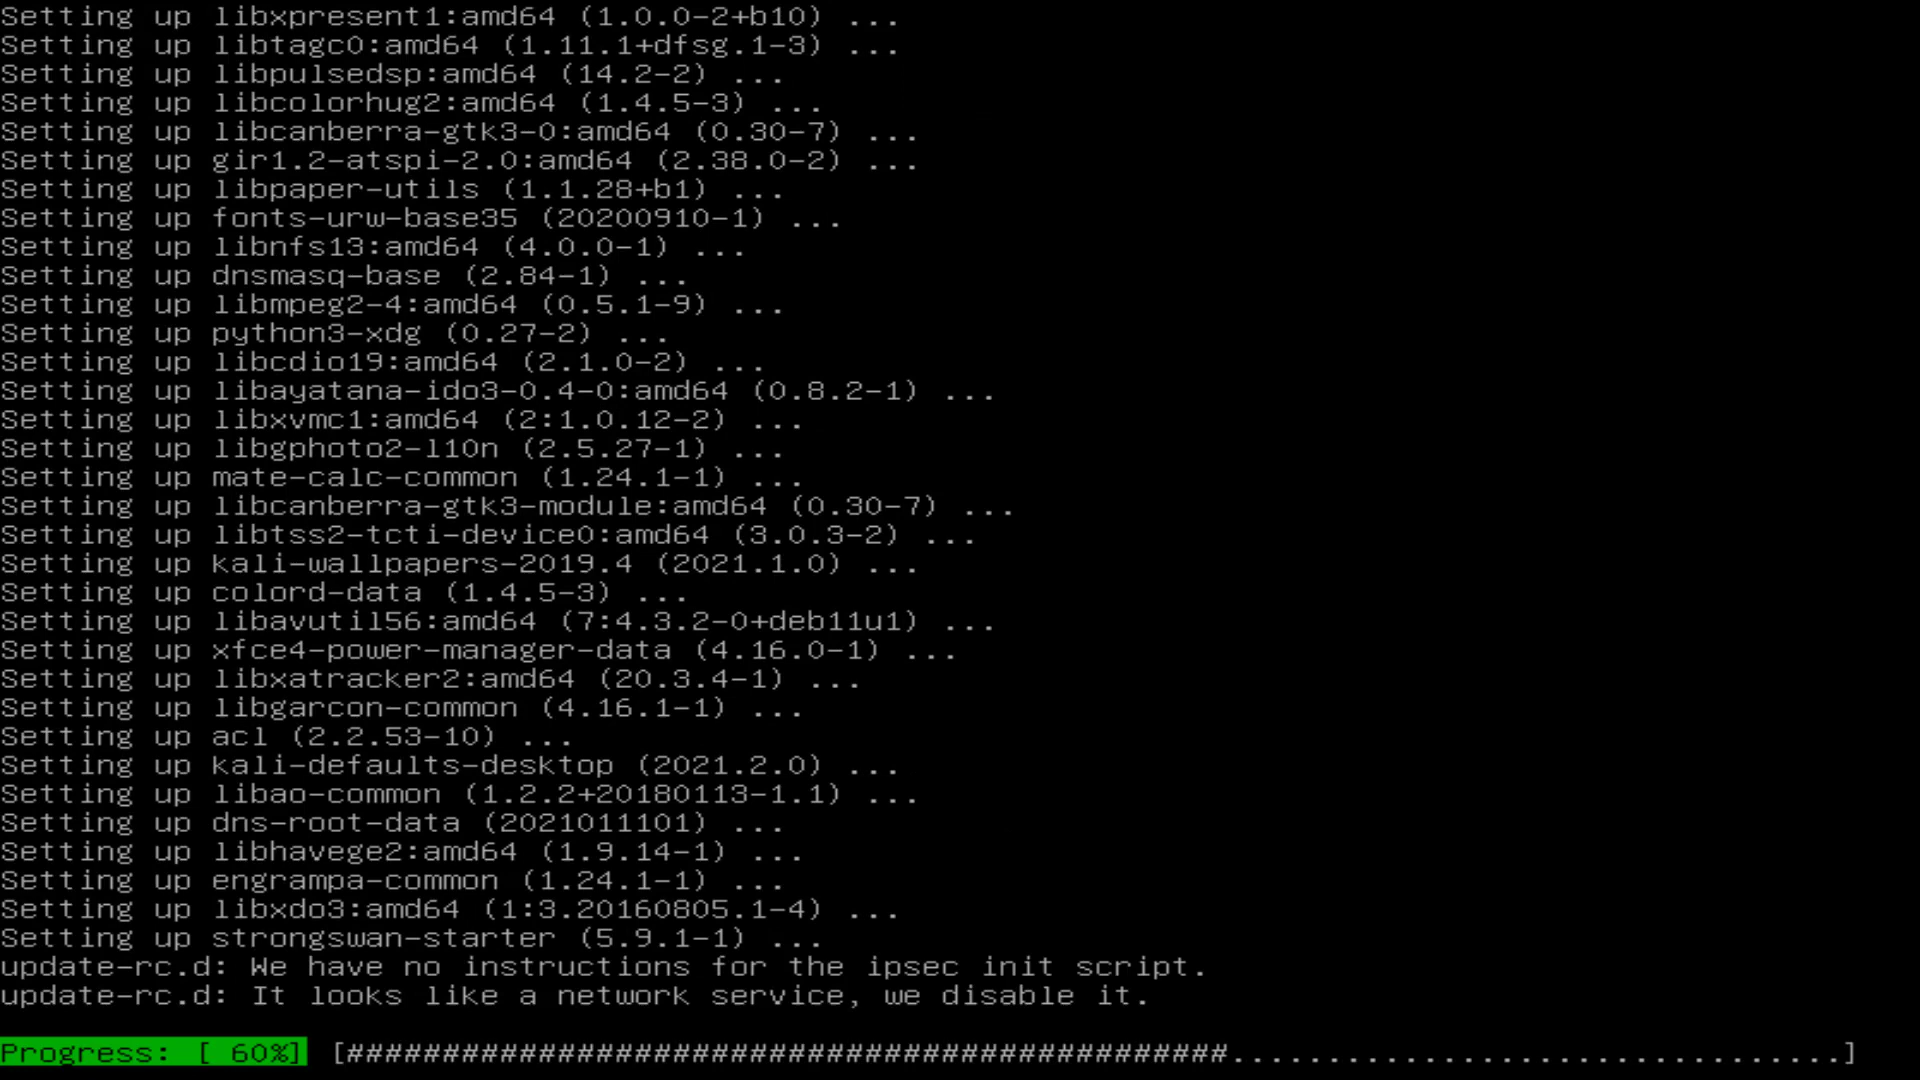 Setting up libxpresent1:amd64 (1.0.0-2+b10) ...
Setting up libtagc0:amd64 (1.11.1+dfsg.1-3) ...
Setting up libpulsedsp:amd64 (14.2-2) ...
Setting up libcolorhug2:amd64 (1.4.5-3) ...
Setting up libcanberra-gtk3-0:amd64 (0.30-7) ...
Setting up gir1.2-atspi-2.0:amd64 (2.38.0-2) ...
Setting up libpaper-utils (1.1.28+b1) ...
Setting up fonts-urw-base35 (20200910-1) ...
Setting up libnfs13:amd64 (4.0.0-1) ...
Setting up dnsmasq-base (2.84-1) ...
Setting up libmpeg2-4:amd64 (0.5.1-9) ...
Setting up python3-xdg (0.27-2) ...
Setting up libcdio19:amd64 (2.1.0-2) ...
Setting up libayatana-ido3-0.4-0:amd64 (0.8.2-1) ...
Setting up libxvmc1:amd64 (2:1.0.12-2) ...
Setting up libgphoto2-l10n (2.5.27-1) ...
Setting up mate-calc-common (1.24.1-1) ...
Setting up libcanberra-gtk3-module:amd64 (0.30-7) ...
Setting up libtss2-tcti-device0:amd64 (3.0.3-2) ...
Setting up kali-wallpapers-2019.4 (2021.1.0) ...
Setting up colord-data (1.4.5-3) ...
Setting up libavutil56:amd64 (7:4.3.2-0+deb11u1) ...
Setting up xfce4-power-manager-data (4.16.0-1) ...
Setting up libxatracker2:amd64 (20.3.4-1) ...
Setting up libgarcon-common (4.16.1-1) ...
Setting up acl (2.2.53-10) ...
Setting up kali-defaults-desktop (2021.2.0) ...
Setting up libao-common (1.2.2+20180113-1.1) ...
Setting up dns-root-data (2021011101) ...
Setting up libhavege2:amd64 (1.9.14-1) ...
Setting up engrampa-common (1.24.1-1) ...
Setting up libxdo3:amd64 (1:3.20160805.1-4) ...
Setting up strongswan-starter (5.9.1-1) ...
update-rc.d: We have no instructions for the ipsec init script.
update-rc.d: It looks like a network service, we disable it.
Progress: [ 60%] [##############################################................................]